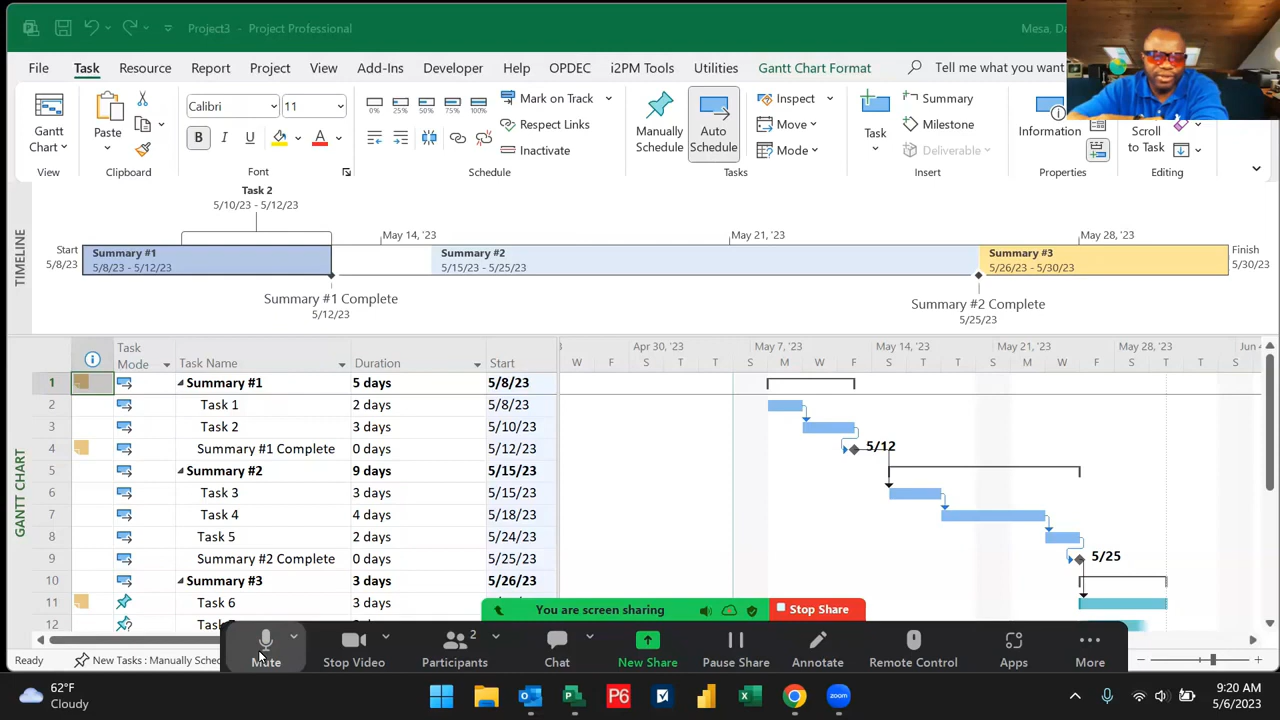 Project3 - Project Professional
Mesa, Da
File Task Resource Report Project View Add-Ins Develop Help OPDEC i2PM Tools Utilities Gantt Chart Format Tell me what you want
Calibri 11
0% 25% 50% 75% 100%
Mark on Track
Respect Links
Inactivate
Gantt Chart
Paste
B I U A
Manually Schedule
Auto Schedule
Inspect
Move
Mode
Task
Summary
Milestone
Deliverable
Information
Scroll to Task
View Clipboard Font Schedule Tasks Insert Properties Editing
TIMELINE
Task 2
5/10/23 - 5/12/23
May 14, '23 May 21, '23 May 28, '23
Start
5/8/23
Summary #1
5/8/23 - 5/12/23
Summary #2
5/15/23 - 5/25/23
Summary #3
5/26/23 - 5/30/23
Finish
5/30/23
Summary #1 Complete
5/12/23
Summary #2 Complete
5/25/23
GANTT CHART
Task Mode Task Name Duration Start
Apr 30, '23 May 7, '23 May 14, '23 May 21, '23 May 28, '23 Jun
W F S T T S M W F S T T S M W F S T T S
1 Summary #1 5 days 5/8/23
2 Task 1 2 days 5/8/23
3 Task 2 3 days 5/10/23
4 Summary #1 Complete 0 days 5/12/23
5/12
5 Summary #2 9 days 5/15/23
6 Task 3 3 days 5/15/23
7 Task 4 4 days 5/18/23
8 Task 5 2 days 5/24/23
9 Summary #2 Complete 0 days 5/25/23
5/25
10 Summary #3 3 days 5/26/23
11 Task 6 3 days
12
You are screen sharing Stop Share
Mute Stop Video Participants 2 Chat New Share Pause Share Annotate Remote Control Apps More
Ready New Tasks : Manually Sche
62°F
Cloudy
P6
zoom
9:20 AM
5/6/2023